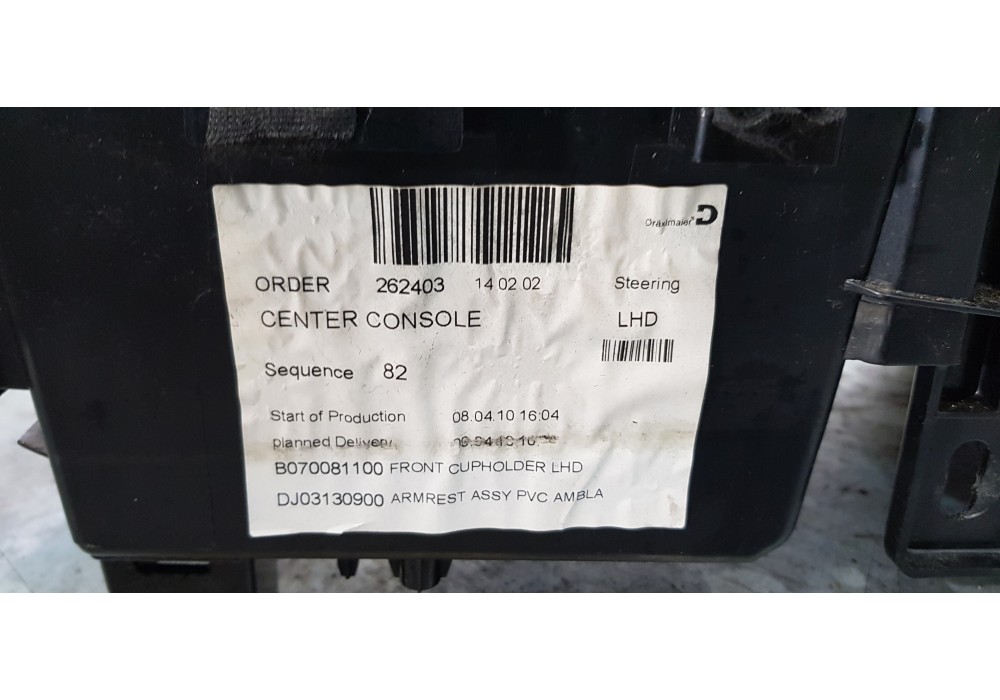 Dräxlmaier
ORDER 262403 14 02 02 Steering
CENTER CONSOLE LHD
Sequence 82
Start of Production 08.04.10 16:04
planned Delivery
B070081100 FRONT CUPHOLDER LHD
DJ03130900 ARMREST ASSY PVC AMBLA